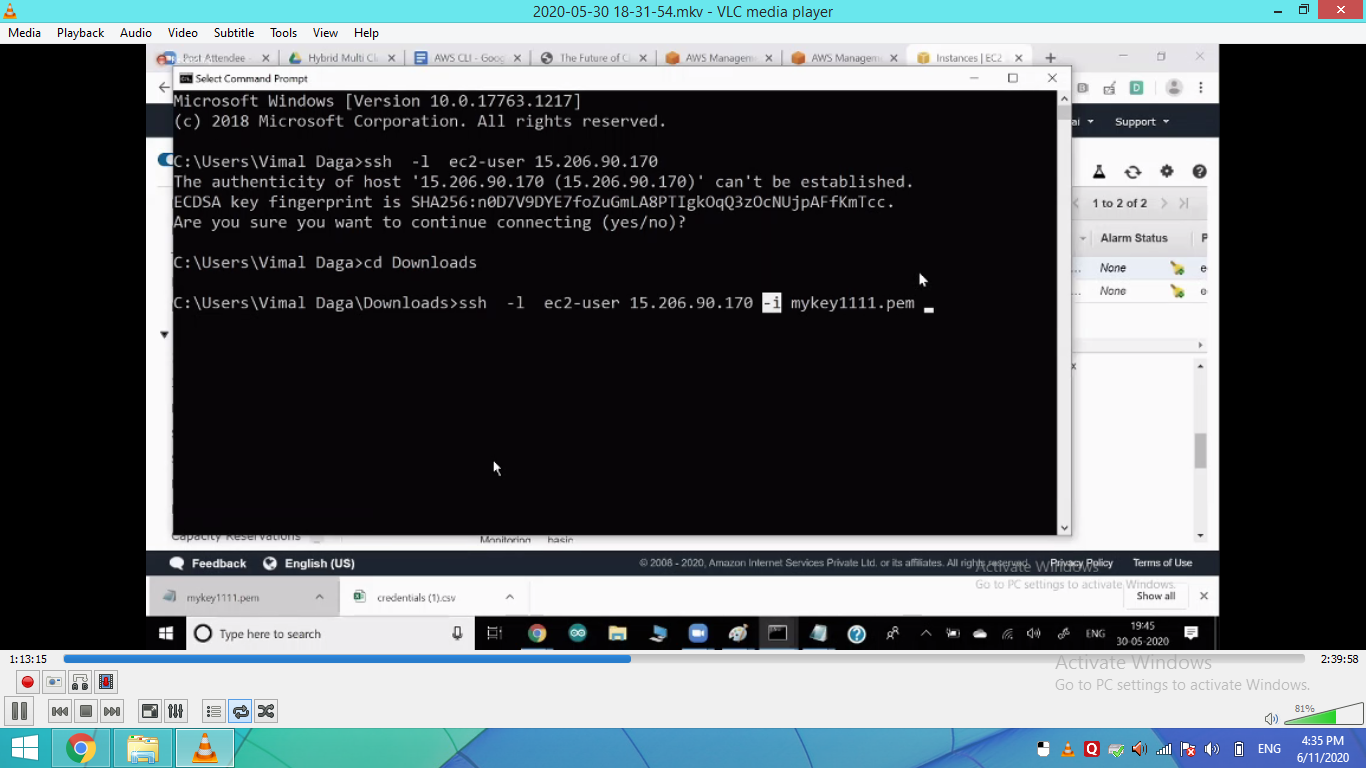 2020-05-30 18-31-54.mkv - VLC media player
Media Playback Audio Video Subtitle Tools View Help
Post Attendee Hybrid Multi Cl AWS CLI - Goog The Future of C AWS Managem AWS Managem Instances | EC2
Select Command Prompt
Microsoft Windows [Version 10.0.17763.1217]
(c) 2018 Microsoft Corporation. All rights reserved.
ai Support
C:\Users\Vimal Daga>ssh -l ec2-user 15.206.90.170
The authenticity of host '15.206.90.170 (15.206.90.170)' can't be established.
ECDSA key fingerprint is SHA256:n0D7V9DYE7foZuGmLA8PTIgkOqQ3zOcNUjpAFfKmTcc.
Are you sure you want to continue connecting (yes/no)?
1 to 2 of 2
Alarm Status P
C:\Users\Vimal Daga>cd Downloads
None e
None e
C:\Users\Vimal Daga\Downloads>ssh -l ec2-user 15.206.90.170 -i mykey1111.pem
Capacity Reservations
Monitoring basic
Feedback English (US) © 2008 - 2020, Amazon Internet Services Private Ltd. or its affiliates. All rights reserved. Privacy Policy Terms of Use
Activate Windows
Go to PC settings to activate Windows.
mykey1111.pem credentials (1).csv Show all
Type here to search ENG 19:45
30-05-2020
1:13:15 2:39:58
Activate Windows
Go to PC settings to activate Windows.
81%
ENG 4:35 PM
6/11/2020